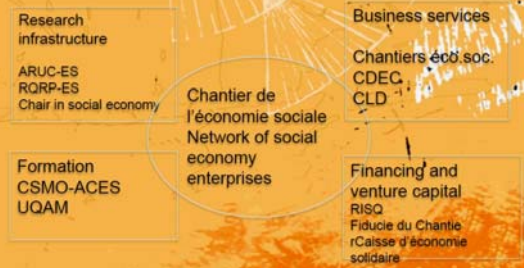 Research
infrastructure
ARUC-ES
RQRP-ES
Chair in social economy
Business services
Chantiers éco.soc.
CDEC
CLD
Chantier de
l'économie sociale
Network of social
economy
enterprises
Formation
CSMO-ACES
UQAM
Financing and
venture capital
RISQ
Fiducie du Chantie
rCaisse d'économie
solidaire